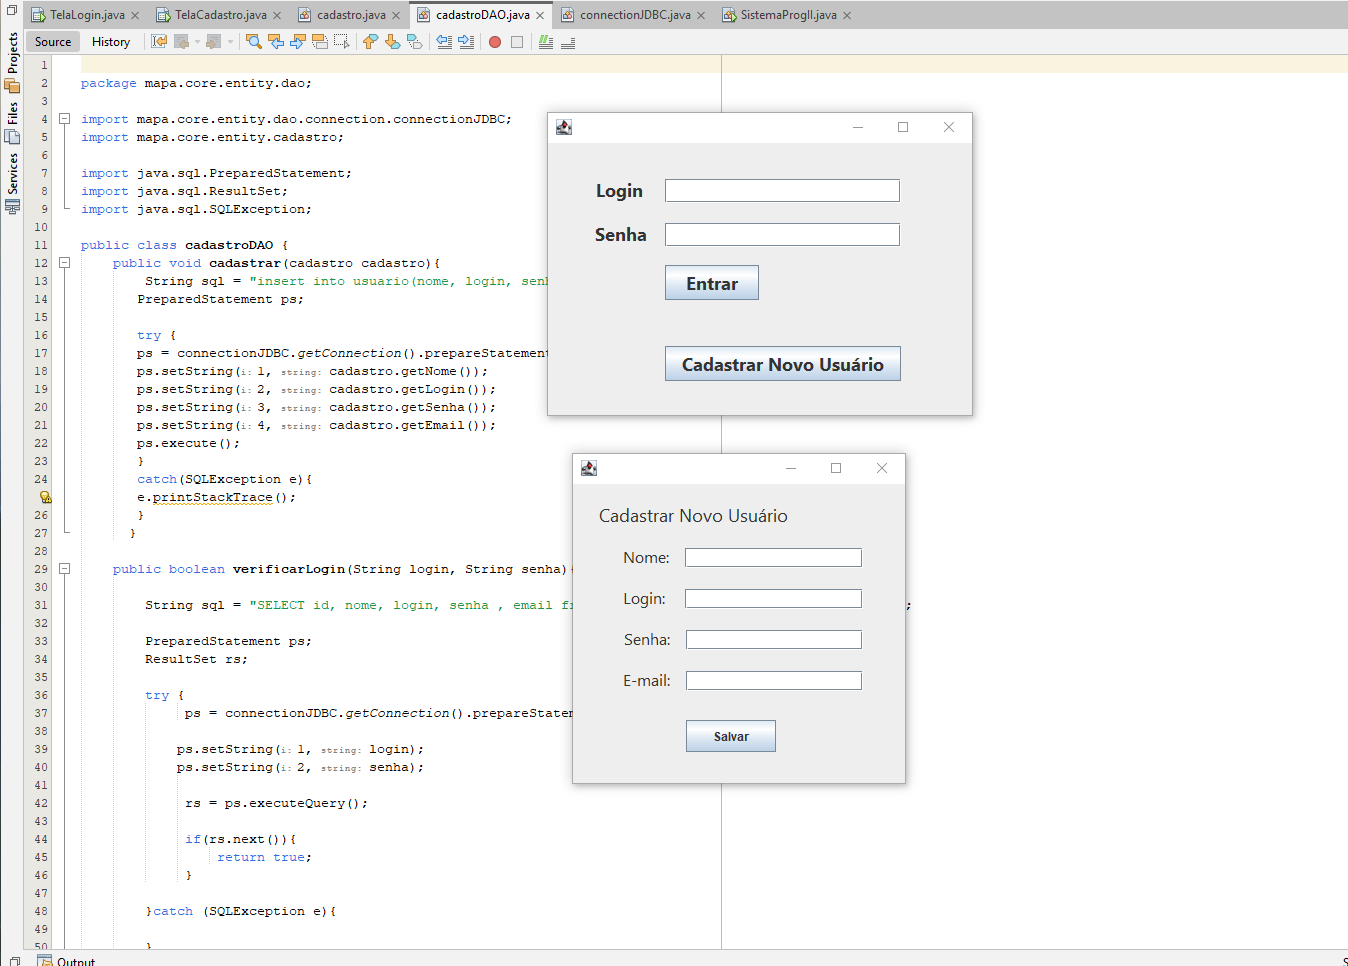 TelaLogin.java TelaCadastro.java cadastro.java cadastroDAO.java connectionJDBC.java SistemaProgII.java
Source History
Projects
Files
Services
1
2 package mapa.core.entity.dao;
3
4 import mapa.core.entity.dao.connection.connectionJDBC;
5 import mapa.core.entity.cadastro;
6
7 import java.sql.PreparedStatement;
8 import java.sql.ResultSet;
9 import java.sql.SQLException;
10
11 public class cadastroDAO {
12 public void cadastrar(cadastro cadastro){
13 String sql = "insert into usuario(nome, login, senh
14 PreparedStatement ps;
15
16 try {
17 ps = connectionJDBC.getConnection().prepareStatement
18 ps.setString(i: 1, string: cadastro.getNome());
19 ps.setString(i: 2, string: cadastro.getLogin());
20 ps.setString(i: 3, string: cadastro.getSenha());
21 ps.setString(i: 4, string: cadastro.getEmail());
22 ps.execute();
23 }
24 catch(SQLException e){
e.printStackTrace();
26 }
27 }
28
29 public boolean verificarLogin(String login, String senha){
30
31 String sql = "SELECT id, nome, login, senha , email f ;
32
33 PreparedStatement ps;
34 ResultSet rs;
35
36 try {
37 ps = connectionJDBC.getConnection().prepareState
38
39 ps.setString(i: 1, string: login);
40 ps.setString(i: 2, string: senha);
41
42 rs = ps.executeQuery();
43
44 if(rs.next()){
45 return true;
46 }
47
48 }catch (SQLException e){
49
50 }
Output
Login
Senha
Entrar
Cadastrar Novo Usuário
Cadastrar Novo Usuário
Nome:
Login:
Senha:
E-mail:
Salvar